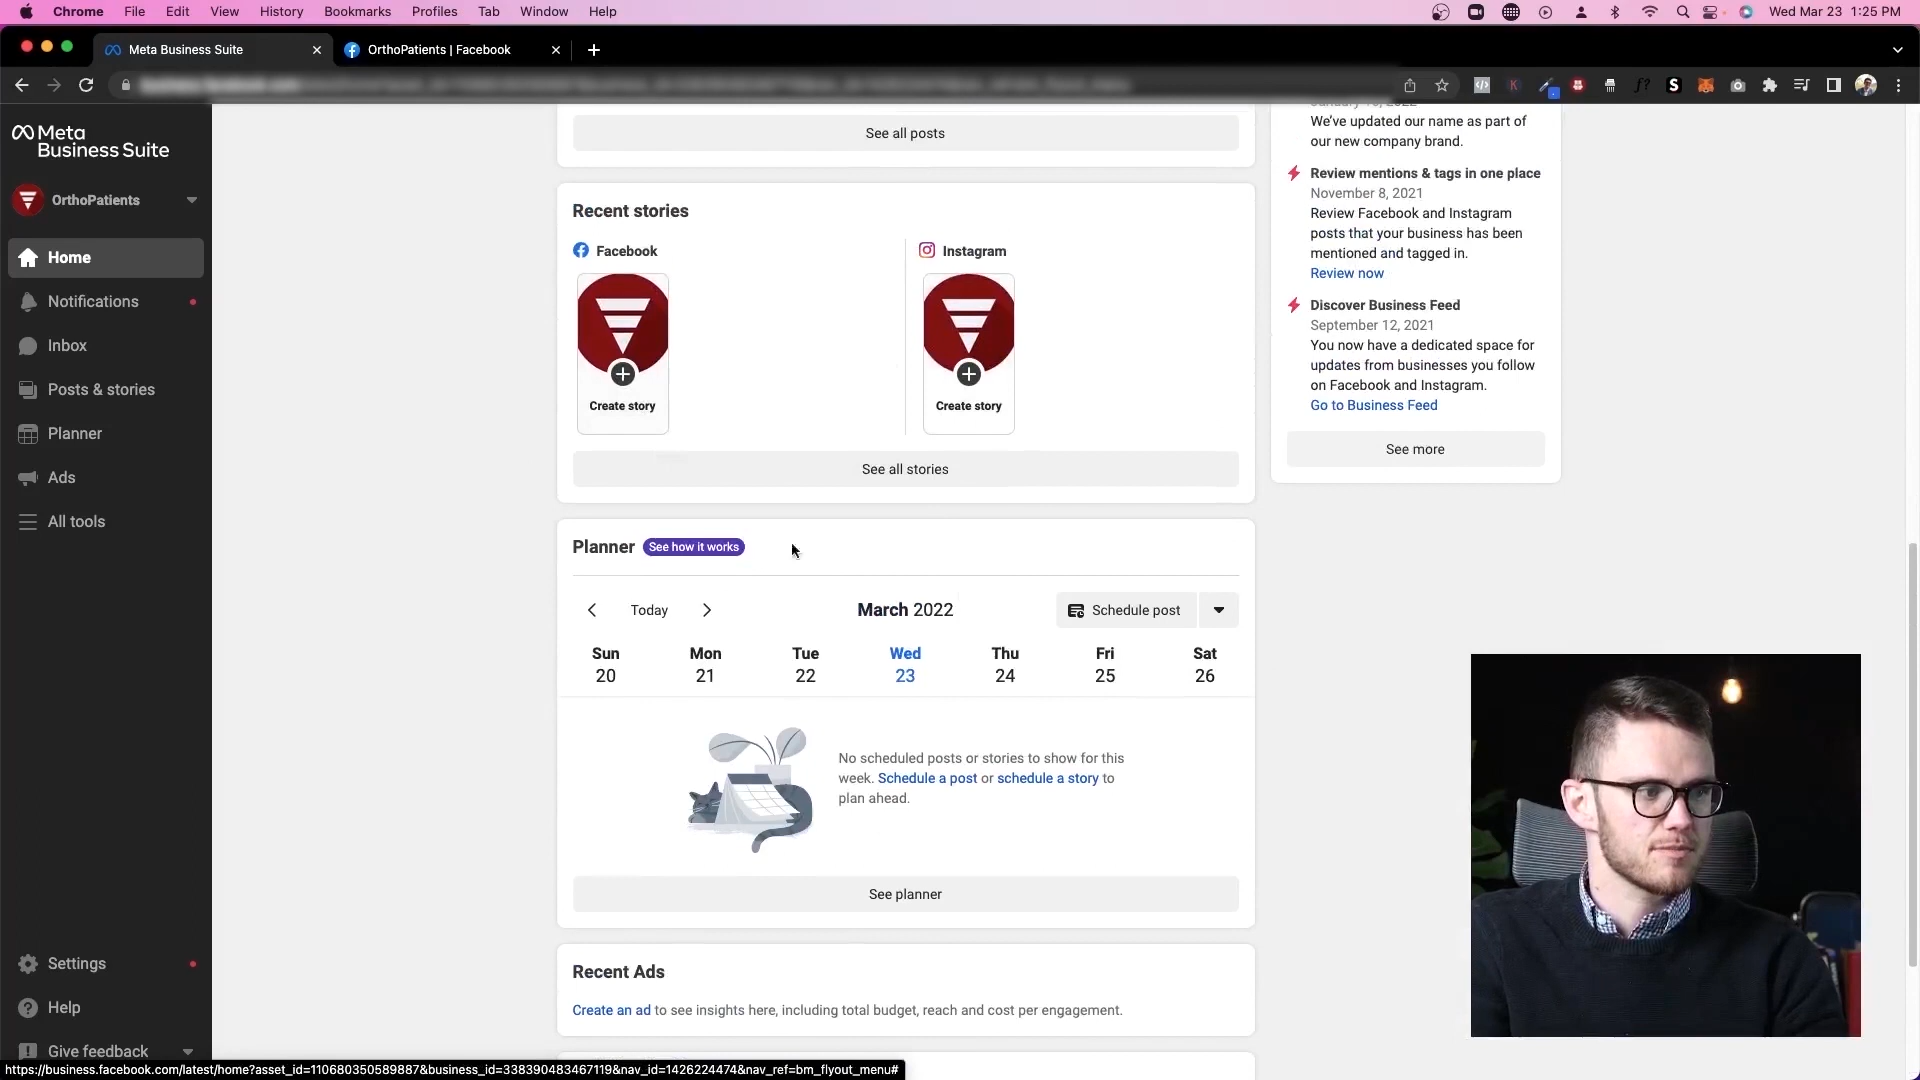 Chrome File Edit View History Bookmarks Profiles Tab Window Help Wed Mar 23 1:25 PM
Meta Business Suite OrthoPatients | Facebook
Meta
Business Suite
OrthoPatients
Home
Notifications
Inbox
Posts & stories
Planner
Ads
All tools
Settings
Help
Give feedback
See all posts
Recent stories
Facebook Instagram
Create story Create story
See all stories
Planner See how it works
Today March 2022 Schedule post
Sun Mon Tue Wed Thu Fri Sat
20 21 22 23 24 25 26
No scheduled posts or stories to show for this
week. Schedule a post or schedule a story to
plan ahead.
See planner
Recent Ads
Create an ad to see insights here, including total budget, reach and cost per engagement.
We've updated our name as part of
our new company brand.
Review mentions & tags in one place
November 8, 2021
Review Facebook and Instagram
posts that your business has been
mentioned and tagged in.
Review now
Discover Business Feed
September 12, 2021
You now have a dedicated space for
updates from businesses you follow
on Facebook and Instagram.
Go to Business Feed
See more
https://business.facebook.com/latest/home?asset_id=110680350589887&business_id=338390483467119&nav_id=1426224474&nav_ref=bm_flyout_menu#